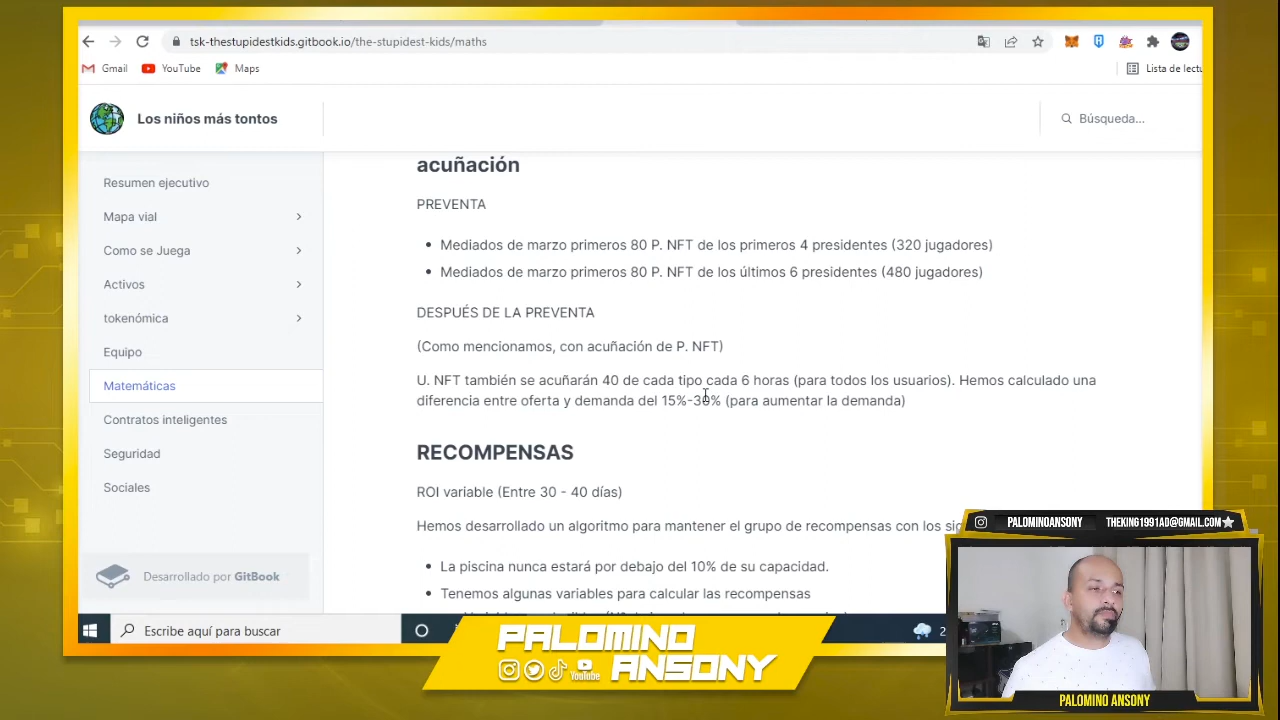 tsk-thestupidestkids.gitbook.io/the-stupidest-kids/maths
Gmail YouTube Maps
Lista de lectu
Los niños más tontos
Búsqueda...
Resumen ejecutivo
Mapa vial
Como se Juega
Activos
tokenómica
Equipo
Matemáticas
Contratos inteligentes
Seguridad
Sociales
Desarrollado por GitBook
acuñación
PREVENTA
Mediados de marzo primeros 80 P. NFT de los primeros 4 presidentes (320 jugadores)
Mediados de marzo primeros 80 P. NFT de los últimos 6 presidentes (480 jugadores)
DESPUÉS DE LA PREVENTA
(Como mencionamos, con acuñación de P. NFT)
U. NFT también se acuñarán 40 de cada tipo cada 6 horas (para todos los usuarios). Hemos calculado una
diferencia entre oferta y demanda del 15%-30% (para aumentar la demanda)
RECOMPENSAS
ROI variable (Entre 30 - 40 días)
Hemos desarrollado un algoritmo para mantener el grupo de recompensas con los
La piscina nunca estará por debajo del 10% de su capacidad.
Tenemos algunas variables para calcular las recompensas
Escribe aquí para buscar
2
PALOMINO
ANSONY
YouTube
PALOMINOANSONY THEKING1991AD@GMAIL.COM
PALOMINO ANSONY